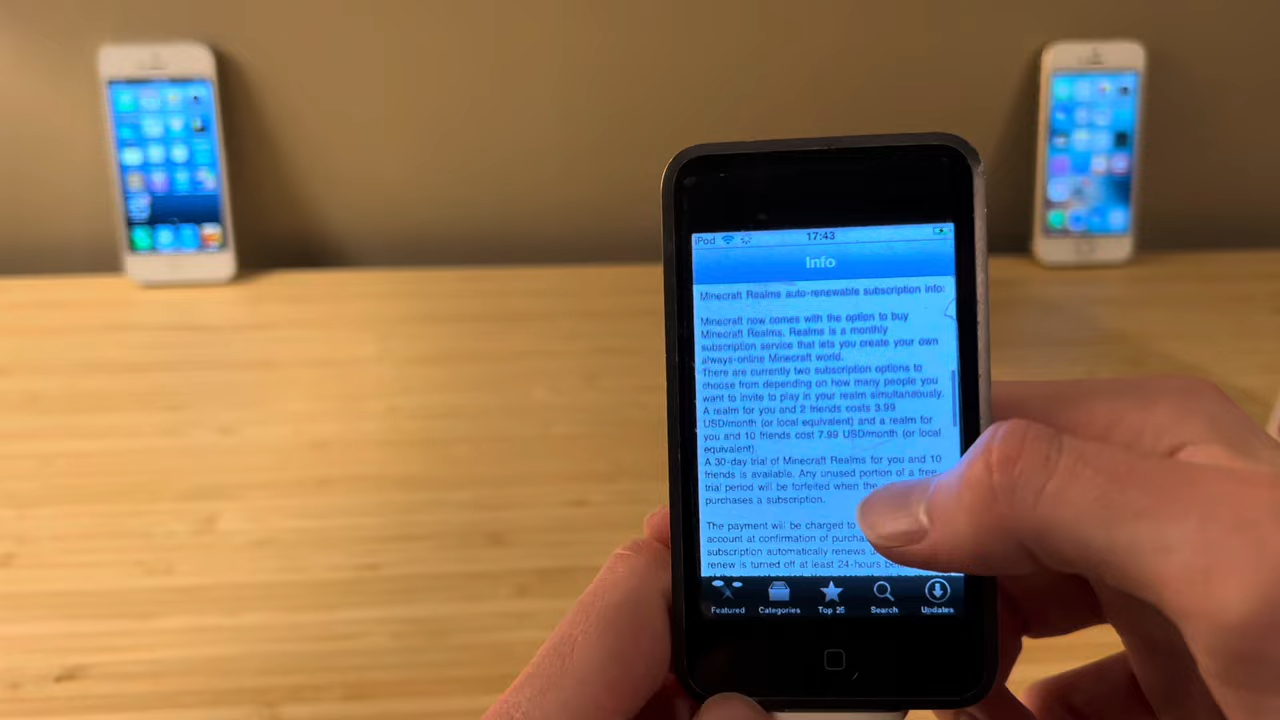 iPod
17:43
Info
Minecraft Realms auto-renewable subscription info:
Minecraft now comes with the option to buy
Minecraft Realms. Realms is a monthly
subscription service that lets you create your own
always-online Minecraft world.
There are currently two subscription options to
choose from depending on how many people you
want to invite to play in your realm simultaneously.
A realm for you and 2 friends costs 3.99
USD/month (or local equivalent) and a realm for
you and 10 friends cost 7.99 USD/month (or local
equivalent)
A 30-day trial of Minecraft Realms for you and 10
friends is available. Any unused portion of a free
trial period will be forfeited when the
purchases a subscription.
The payment will be charged to
account at confirmation of
subscription automatically renews
renew is turned off at least 24-hours
Featured
Categories
Top 25
Search
Updates